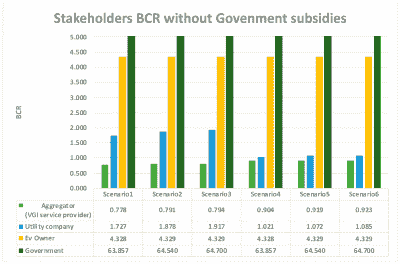 Stakeholders BCR without Govenment subsidies
5.000
4.500
4.000
3.500
3.000
2.500
2.000
1.500
1.000
0.500
0.000
BCR
Scenario1 Scenario2 Scenario3 Scenario4 Scenario5 Scenario6
Aggregator
(VGI service provider) 0.778 0.791 0.794 0.904 0.919 0.923
Utility company 1.727 1.878 1.917 1.021 1.072 1.085
Ev Owner 4.328 4.329 4.329 4.328 4.329 4.329
Government 63.857 64.540 64.700 63.857 64.540 64.700